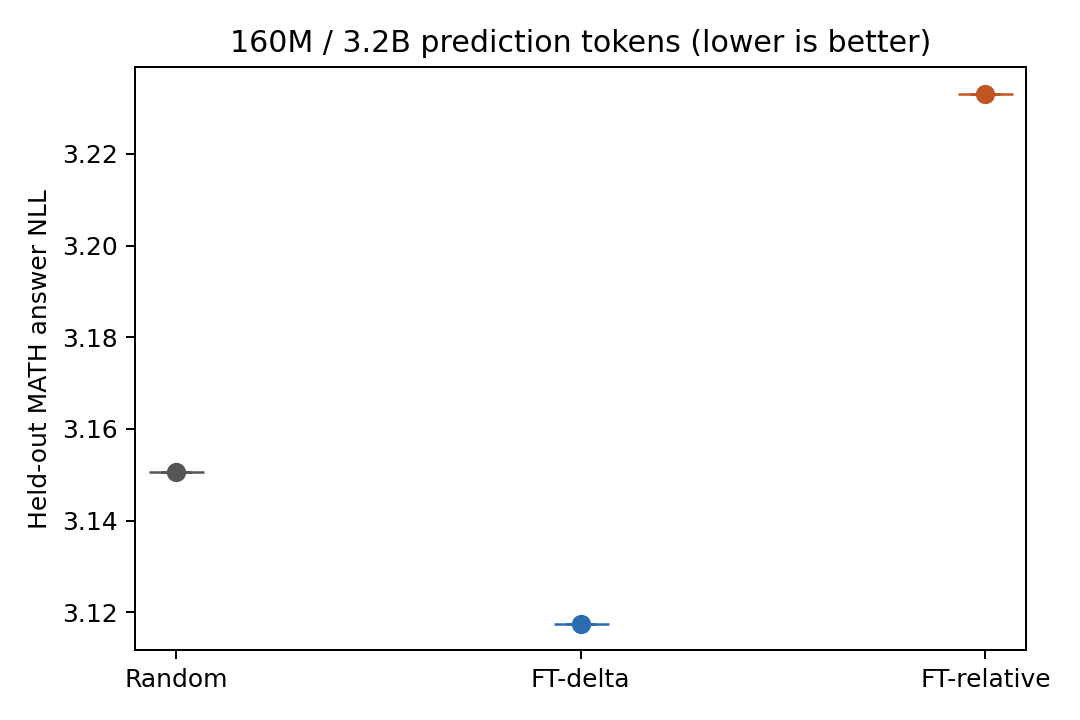 160M / 3.2B prediction tokens (lower is better)
Held-out MATH answer NLL
3.22
3.20
3.18
3.16
3.14
3.12
Random
FT-delta
FT-relative